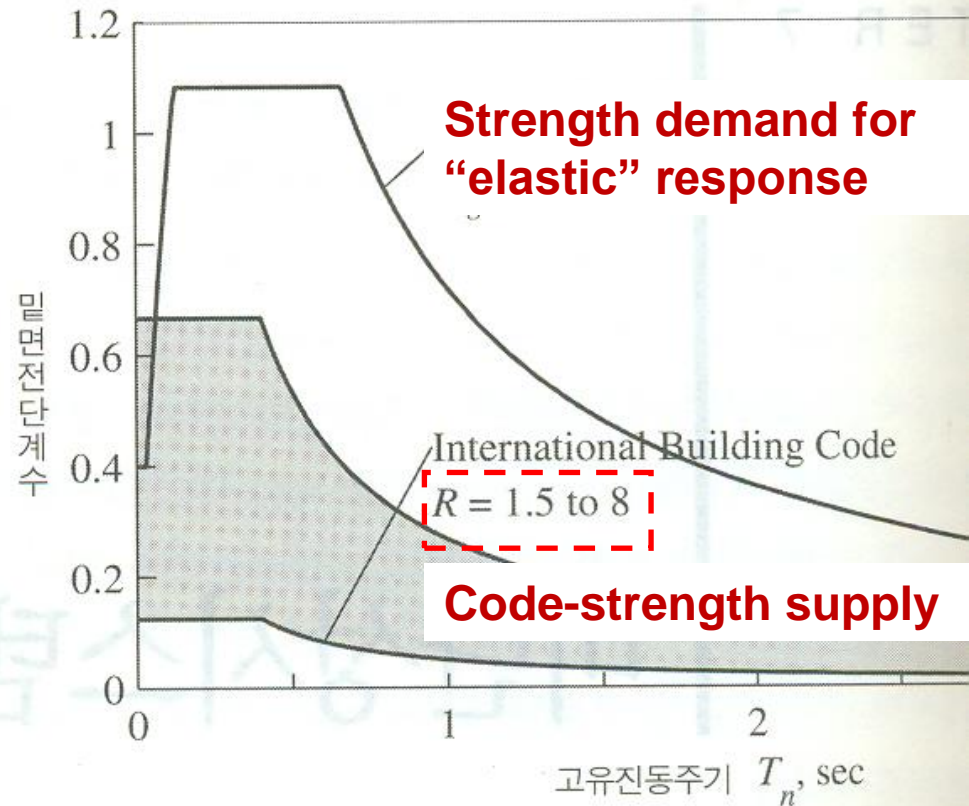 1.2
1
0.8
0.6
0.4
0.2
0
밑면전단계수
Strength demand for
“elastic” response
International Building Code
R = 1.5 to 8
Code-strength supply
0
1
2
고유진동주기 Tn, sec